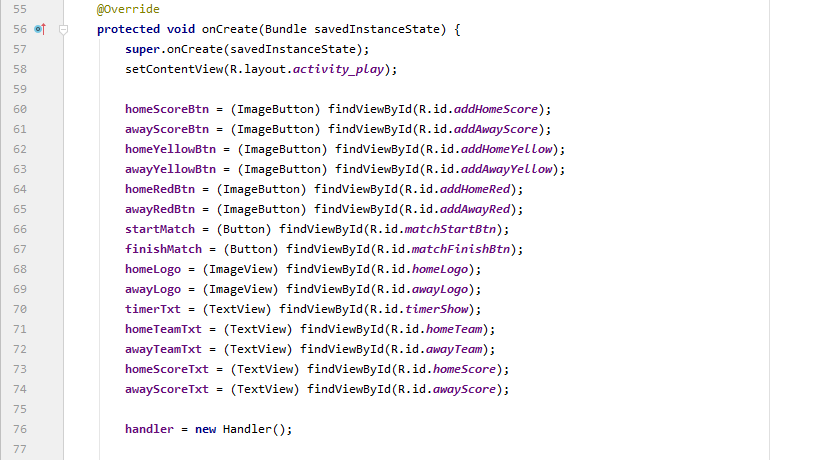 55 @Override
56 protected void onCreate(Bundle savedInstanceState) {
57 super.onCreate(savedInstanceState);
58 setContentView(R.layout.activity_play);
59
60 homeScoreBtn = (ImageButton) findViewById(R.id.addHomeScore);
61 awayScoreBtn = (ImageButton) findViewById(R.id.addAwayScore);
62 homeYellowBtn = (ImageButton) findViewById(R.id.addHomeYellow);
63 awayYellowBtn = (ImageButton) findViewById(R.id.addAwayYellow);
64 homeRedBtn = (ImageButton) findViewById(R.id.addHomeRed);
65 awayRedBtn = (ImageButton) findViewById(R.id.addAwayRed);
66 startMatch = (Button) findViewById(R.id.matchStartBtn);
67 finishMatch = (Button) findViewById(R.id.matchFinishBtn);
68 homeLogo = (ImageView) findViewById(R.id.homeLogo);
69 awayLogo = (ImageView) findViewById(R.id.awayLogo);
70 timerTxt = (TextView) findViewById(R.id.timerShow);
71 homeTeamTxt = (TextView) findViewById(R.id.homeTeam);
72 awayTeamTxt = (TextView) findViewById(R.id.awayTeam);
73 homeScoreTxt = (TextView) findViewById(R.id.homeScore);
74 awayScoreTxt = (TextView) findViewById(R.id.awayScore);
75
76 handler = new Handler();
77